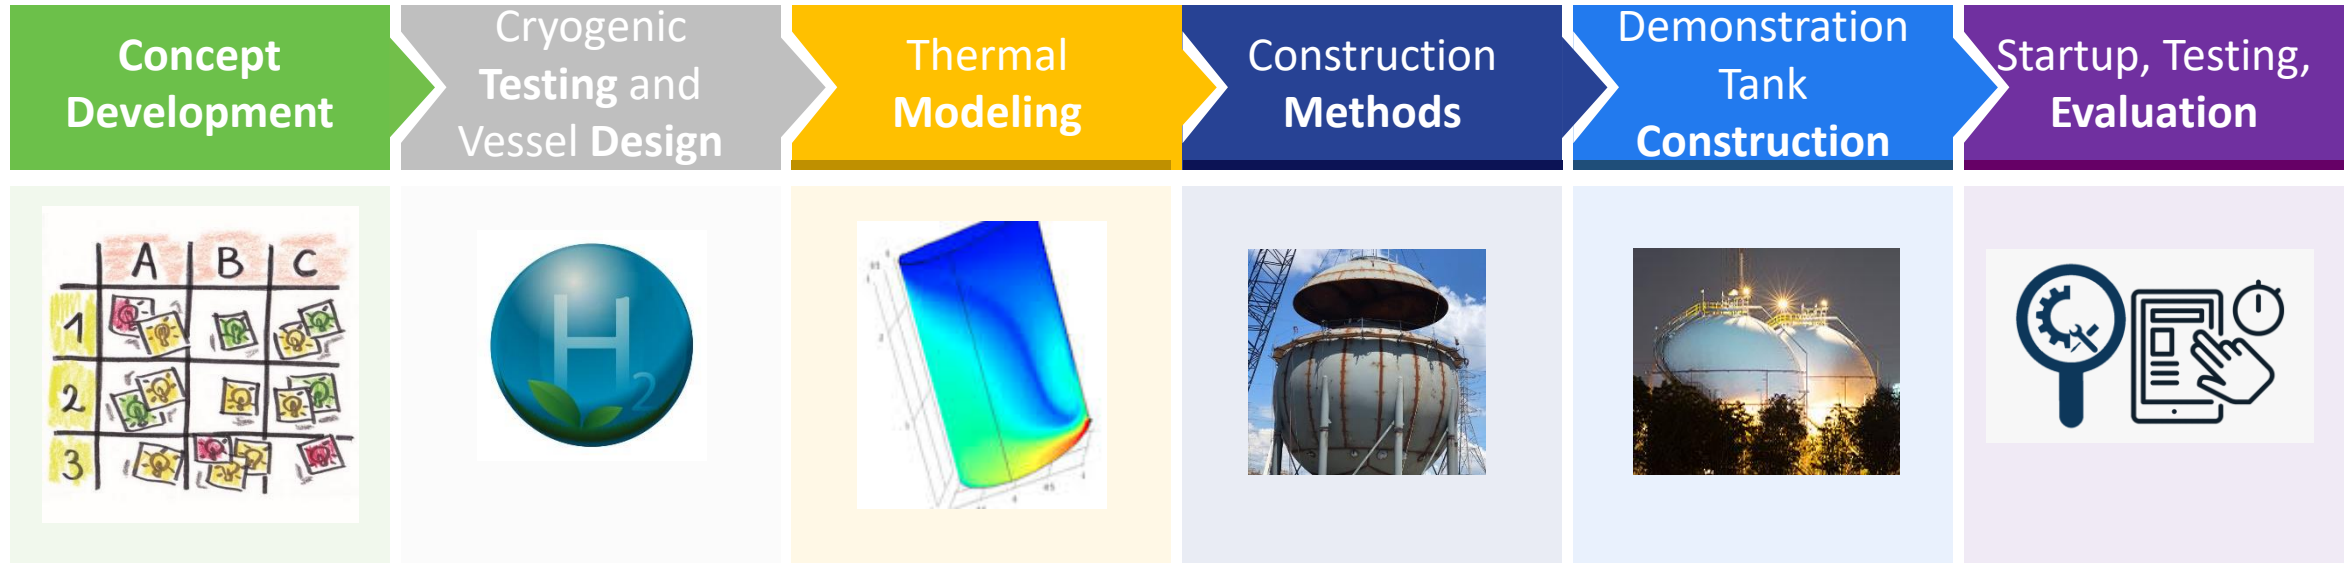 Concept
Development
Cryogenic
Testing and
Vessel Design
Thermal
Modeling
Construction
Methods
Demonstration
Tank
Construction
Startup, Testing,
Evaluation
A B C
1
2
3
H2